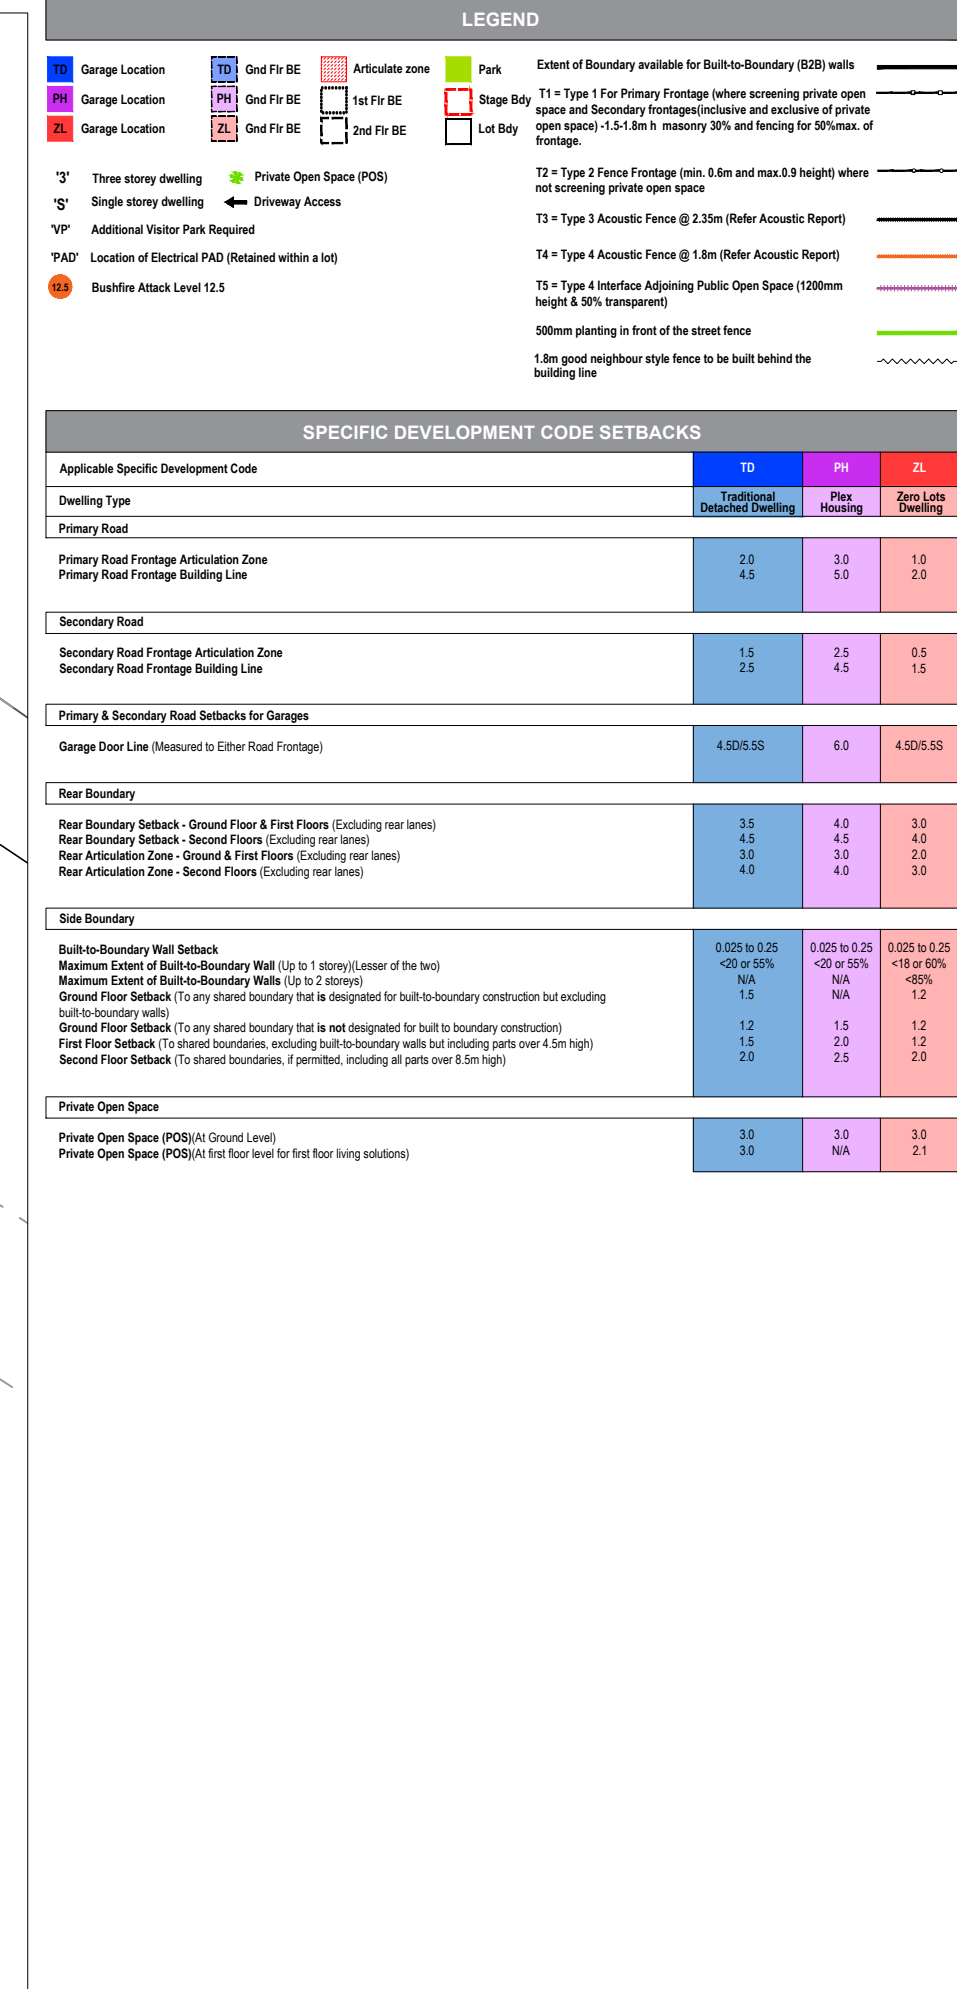 LEGEND
TD Garage Location TD Gnd Flr BE Articulate zone Park
PH Garage Location PH Gnd Flr BE 1st Flr BE Stage Bdy
ZL Garage Location ZL Gnd Flr BE 2nd Flr BE Lot Bdy
'3' Three storey dwelling Private Open Space (POS)
'S' Single storey dwelling Driveway Access
'VP' Additional Visitor Park Required
'PAD' Location of Electrical PAD (Retained within a lot)
12.5 Bushfire Attack Level 12.5
Extent of Boundary available for Built-to-Boundary (B2B) walls
T1 = Type 1 For Primary Frontage (where screening private open
space and Secondary frontages(inclusive and exclusive of private
open space) -1.5-1.8m h masonry 30% and fencing for 50%max. of
frontage.
T2 = Type 2 Fence Frontage (min. 0.6m and max.0.9 height) where
not screening private open space
T3 = Type 3 Acoustic Fence @ 2.35m (Refer Acoustic Report)
T4 = Type 4 Acoustic Fence @ 1.8m (Refer Acoustic Report)
T5 = Type 4 Interface Adjoining Public Open Space (1200mm
height & 50% transparent)
500mm planting in front of the street fence
1.8m good neighbour style fence to be built behind the
building line
SPECIFIC DEVELOPMENT CODE SETBACKS
Applicable Specific Development Code TD PH ZL
Dwelling Type Traditional Detached Dwelling Plex Housing Zero Lots Dwelling
Primary Road
Primary Road Frontage Articulation Zone 2.0 3.0 1.0
Primary Road Frontage Building Line 4.5 5.0 2.0
Secondary Road
Secondary Road Frontage Articulation Zone 1.5 2.5 0.5
Secondary Road Frontage Building Line 2.5 4.5 1.5
Primary & Secondary Road Setbacks for Garages
Garage Door Line (Measured to Either Road Frontage) 4.5D/5.5S 6.0 4.5D/5.5S
Rear Boundary
Rear Boundary Setback - Ground Floor & First Floors (Excluding rear lanes) 3.5 4.0 3.0
Rear Boundary Setback - Second Floors (Excluding rear lanes) 4.5 4.5 4.0
Rear Articulation Zone - Ground & First Floors (Excluding rear lanes) 3.0 3.0 2.0
Rear Articulation Zone - Second Floors (Excluding rear lanes) 4.0 4.0 3.0
Side Boundary
Built-to-Boundary Wall Setback 0.025 to 0.25 0.025 to 0.25 0.025 to 0.25
Maximum Extent of Built-to-Boundary Wall (Up to 1 storey)(Lesser of the two) <20 or 55% <20 or 55% <18 or 60%
Maximum Extent of Built-to-Boundary Walls (Up to 2 storeys) N/A N/A <85%
Ground Floor Setback (To any shared boundary that is designated for built-to-boundary construction but excluding 1.5 N/A 1.2
built-to-boundary walls)
Ground Floor Setback (To any shared boundary that is not designated for built to boundary construction) 1.2 1.5 1.2
First Floor Setback (To shared boundaries, excluding built-to-boundary walls but including parts over 4.5m high) 1.5 2.0 1.2
Second Floor Setback (To shared boundaries, if permitted, including all parts over 8.5m high) 2.0 2.5 2.0
Private Open Space
Private Open Space (POS)(At Ground Level) 3.0 3.0 3.0
Private Open Space (POS)(At first floor level for first floor living solutions) 3.0 N/A 2.1